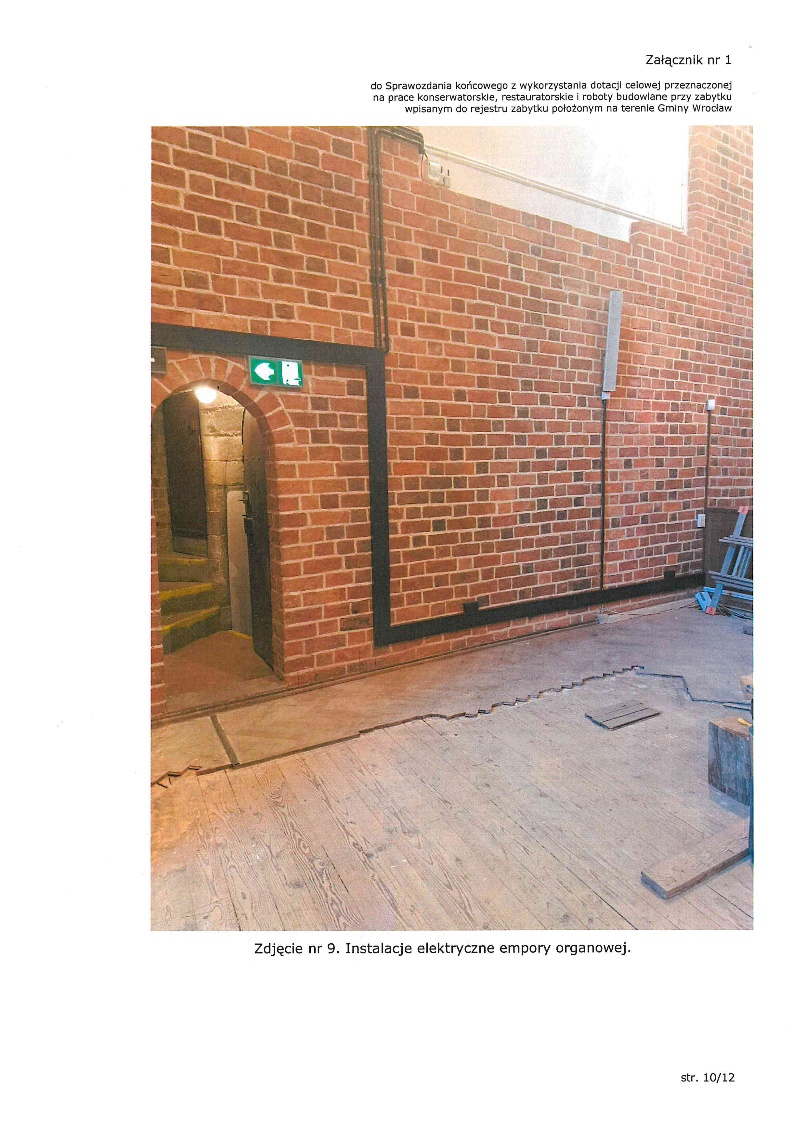 Załącznik nr 1
do Sprawozdania końcowego z wykorzystania dotacji celowej przeznaczonej
na prace konserwatorskie, restauratorskie i roboty budowlane przy zabytku
wpisanym do rejestru zabytku położonym na terenie Gminy Wrocław
Zdjęcie nr 9. Instalacje elektryczne empory organowej.
str. 10/12